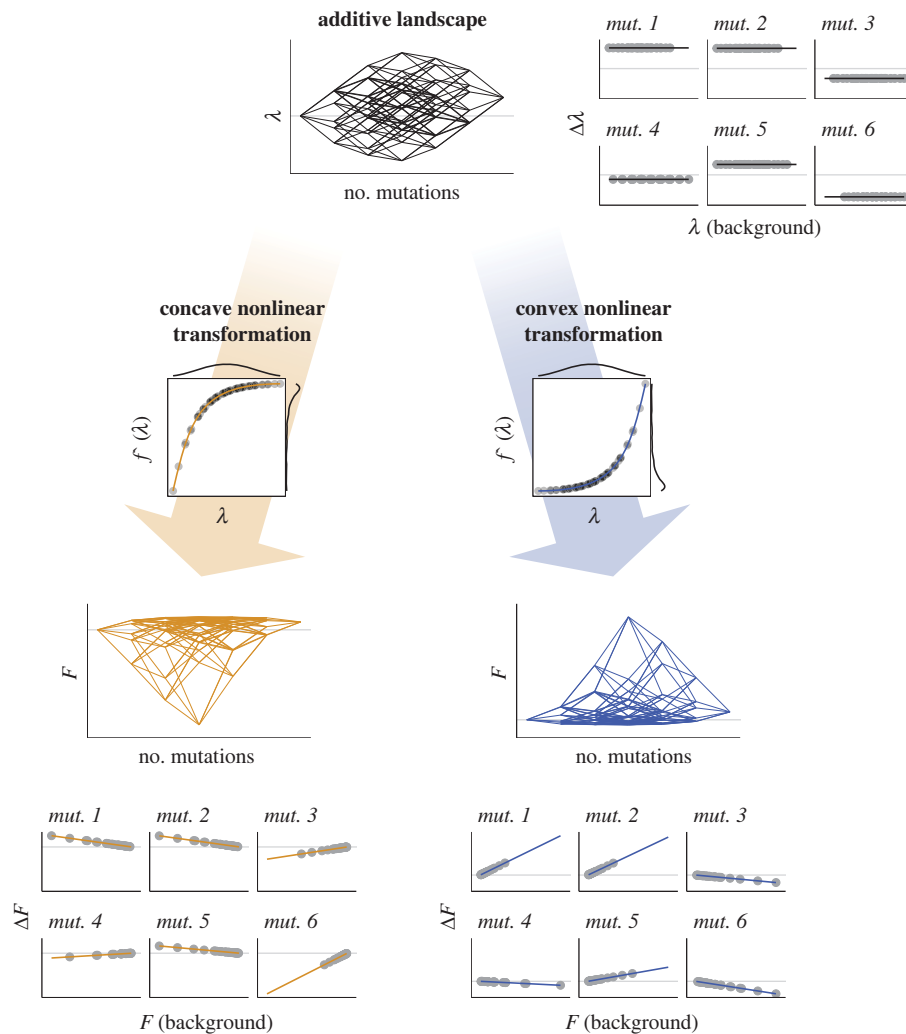 additive landscape
λ
no. mutations
mut. 1
mut. 2
mut. 3
Δλ
mut. 4
mut. 5
mut. 6
λ (background)
concave nonlinear
transformation
f (λ)
λ
convex nonlinear
transformation
f (λ)
λ
F
no. mutations
F
no. mutations
mut. 1
mut. 2
mut. 3
ΔF
mut. 4
mut. 5
mut. 6
F (background)
mut. 1
mut. 2
mut. 3
ΔF
mut. 4
mut. 5
mut. 6
F (background)